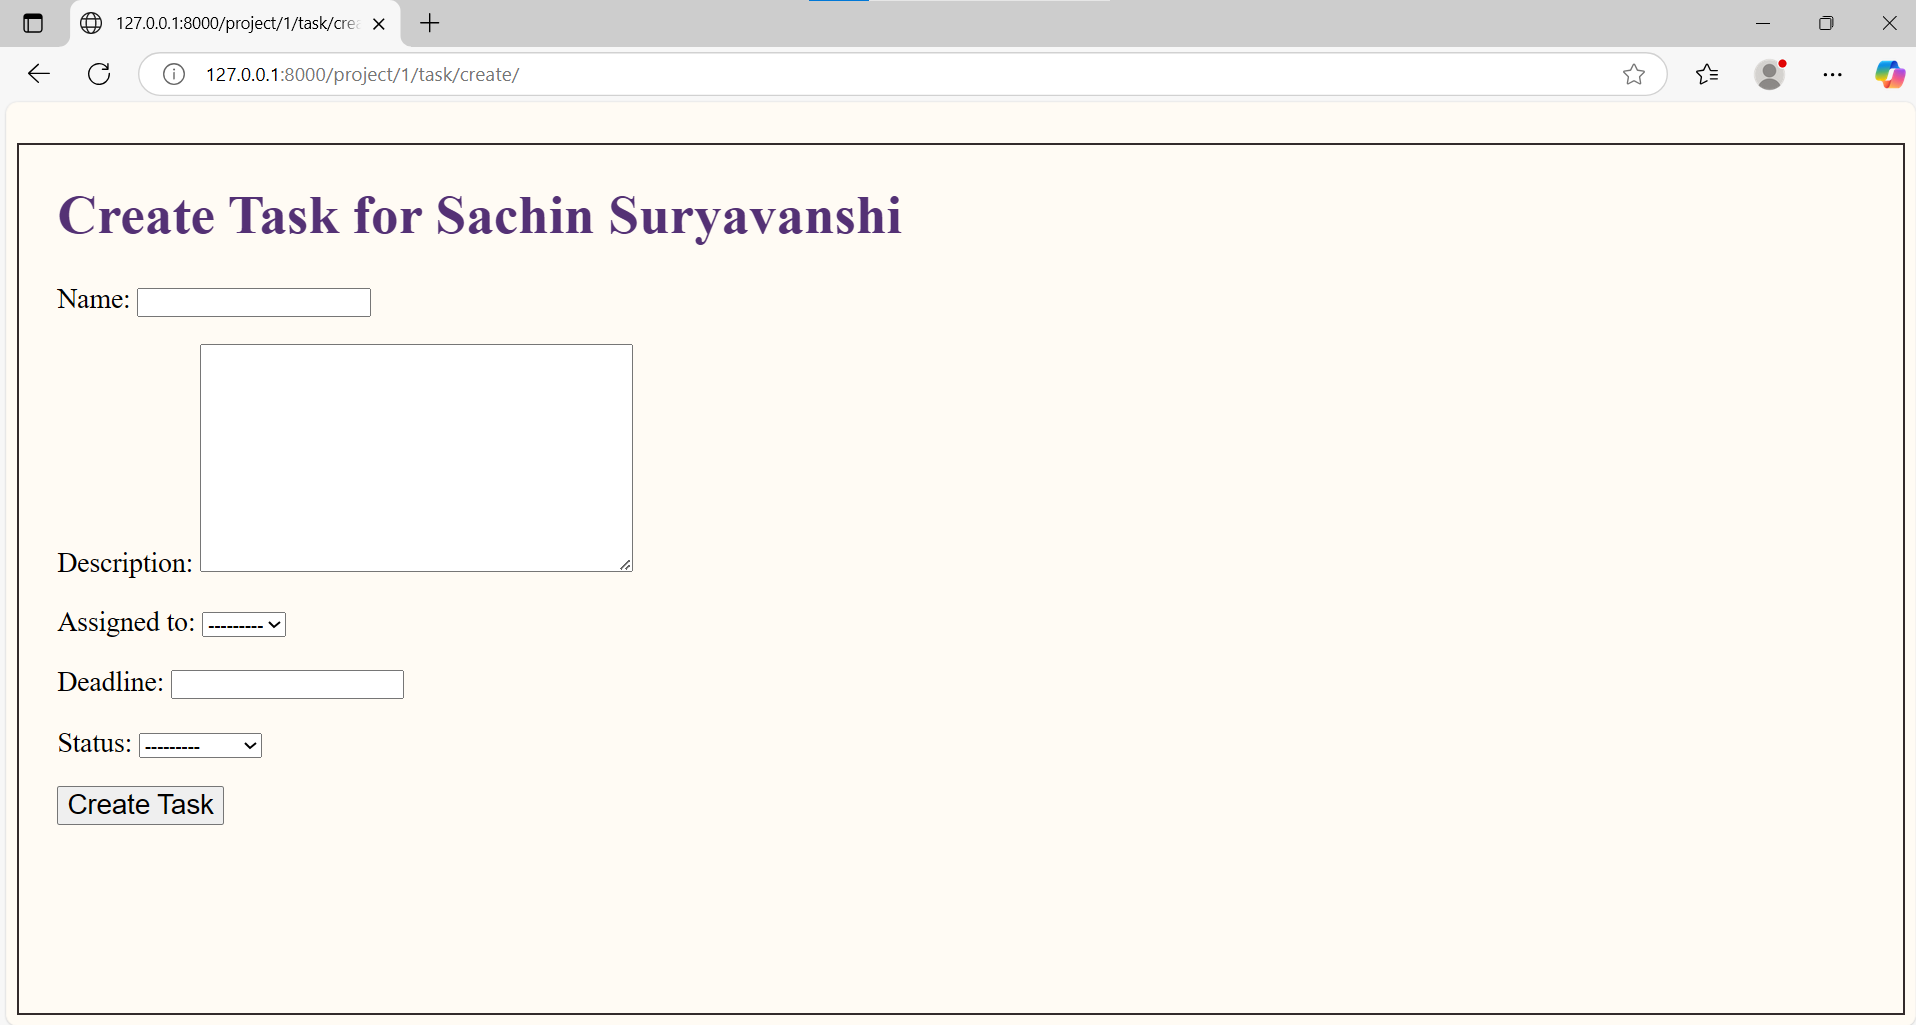 127.0.0.1:8000/project/1/task/crea
127.0.0.1:8000/project/1/task/create/
Create Task for Sachin Suryavanshi
Name:
Description:
Assigned to: ---------
Deadline:
Status: ---------
Create Task